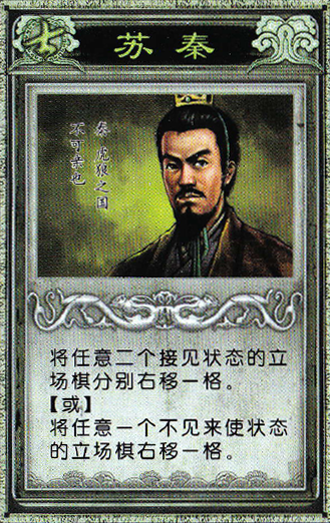 士
苏秦
秦 虎狼之国
不可亲也
将任意二个接见状态的立
场棋分别右移一格。
【或】
将任意一个不见来使状态
的立场棋右移一格。